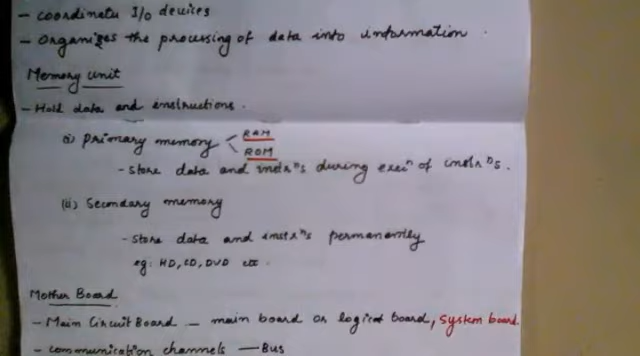 - coordinate I/O devices
- Organizes the processing of data into information.
Memory unit
- Hold data and instructions.
(i) Primary memory < RAM
ROM
- store data and instrⁿs during execⁿ of instrⁿs.
(ii) Secondary memory
- store data and instrⁿs permanantly
eg: HD, CD, DVD etc
Mother Board
- Main Circuit Board - main board or logical board, System board.
- communication channels — Bus